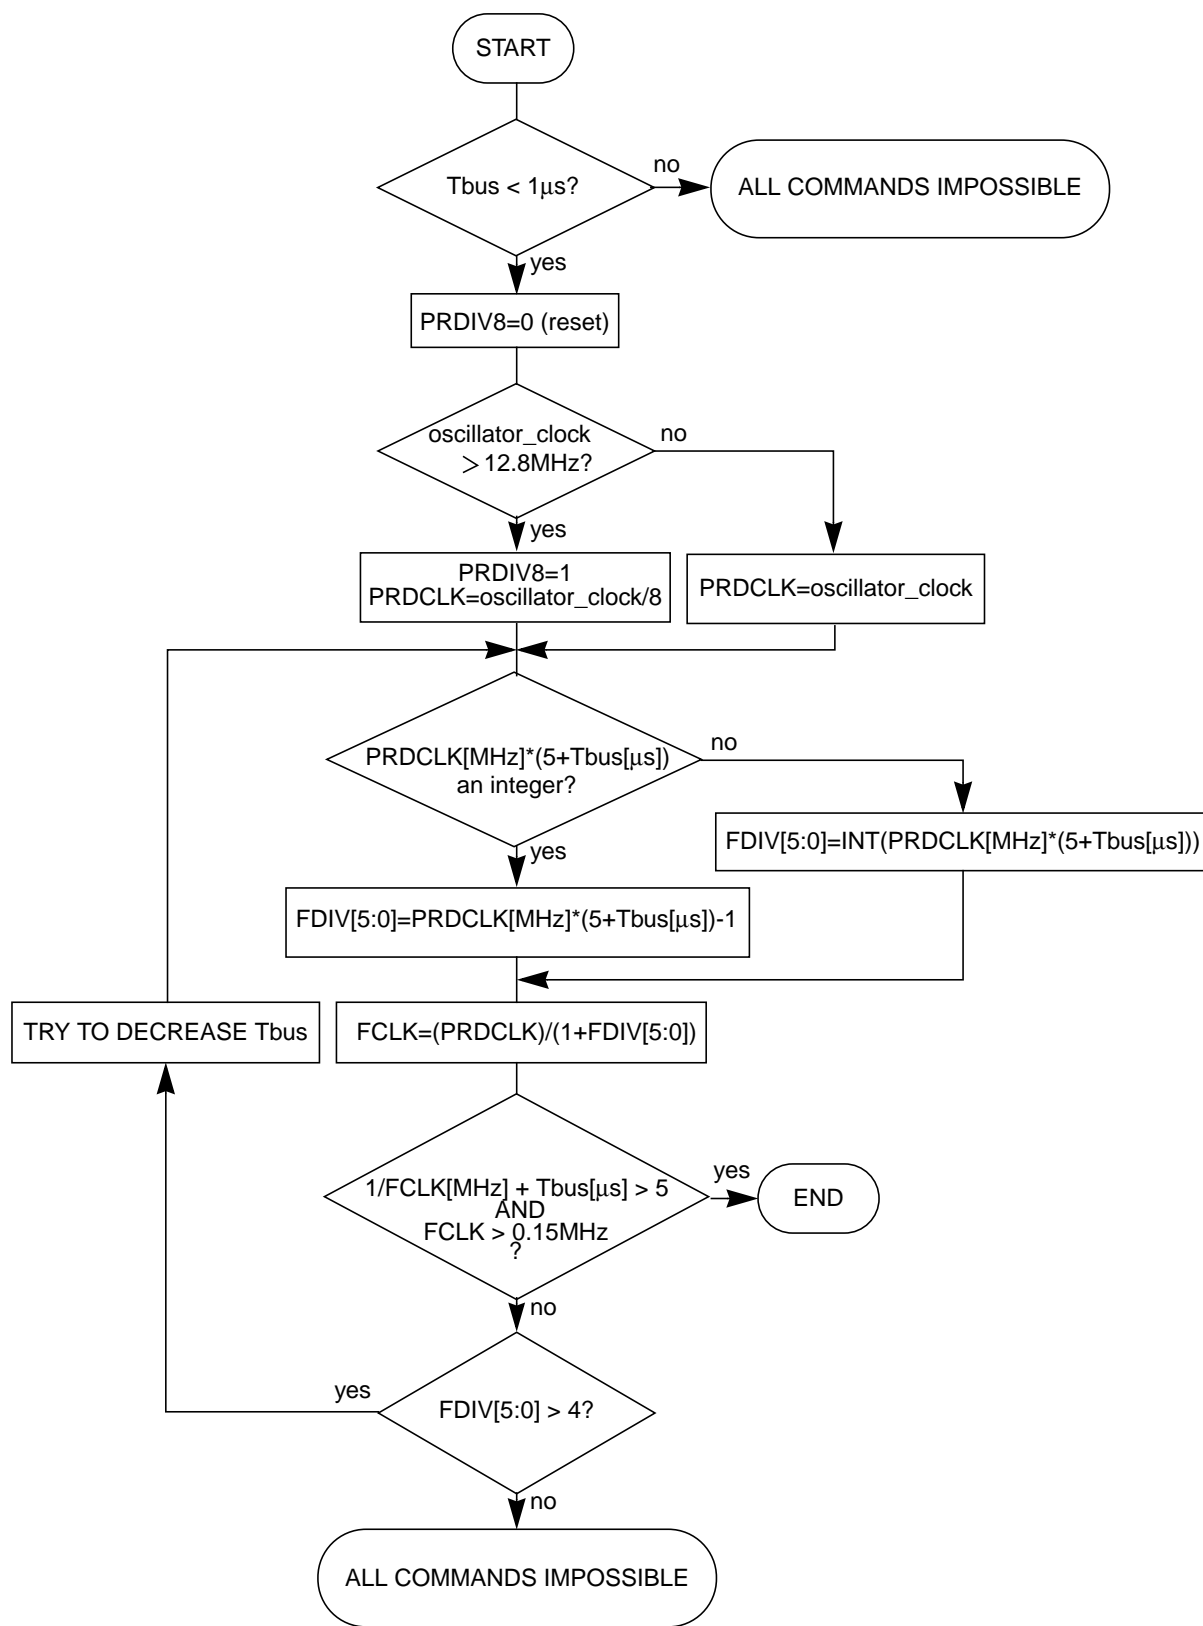 START
Tbus < 1μs?
no
ALL COMMANDS IMPOSSIBLE
yes
PRDIV8=0 (reset)
oscillator_clock
>12.8MHz?
no
yes
PRDIV8=1
PRDCLK=oscillator_clock/8
PRDCLK=oscillator_clock
PRDCLK[MHz]*(5+Tbus[μs])
an integer?
no
yes
FDIV[5:0]=INT(PRDCLK[MHz]*(5+Tbus[μs]))
FDIV[5:0]=PRDCLK[MHz]*(5+Tbus[μs])-1
TRY TO DECREASE Tbus
FCLK=(PRDCLK)/(1+FDIV[5:0])
1/FCLK[MHz] + Tbus[μs] > 5
AND
FCLK > 0.15MHz
?
yes
END
no
yes
FDIV[5:0] > 4?
no
ALL COMMANDS IMPOSSIBLE